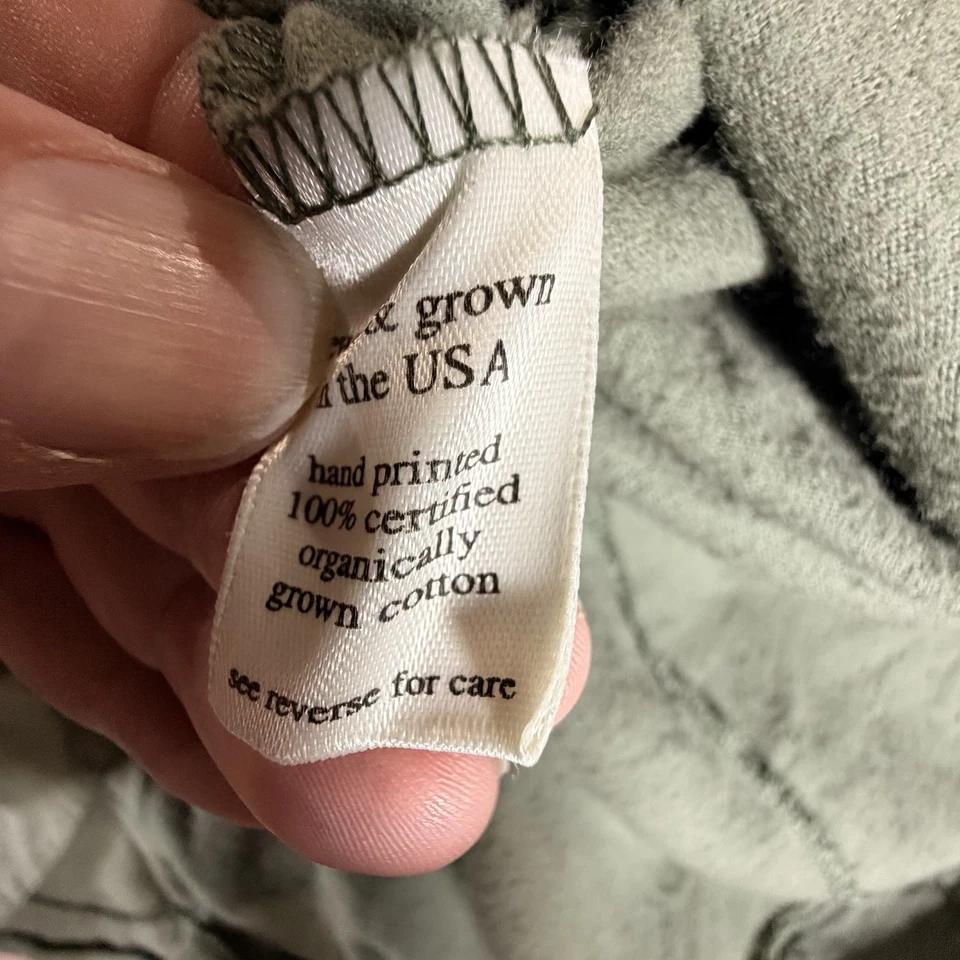 & grown
the USA
hand printed
100% certified
organically
grown cotton
see reverse for care